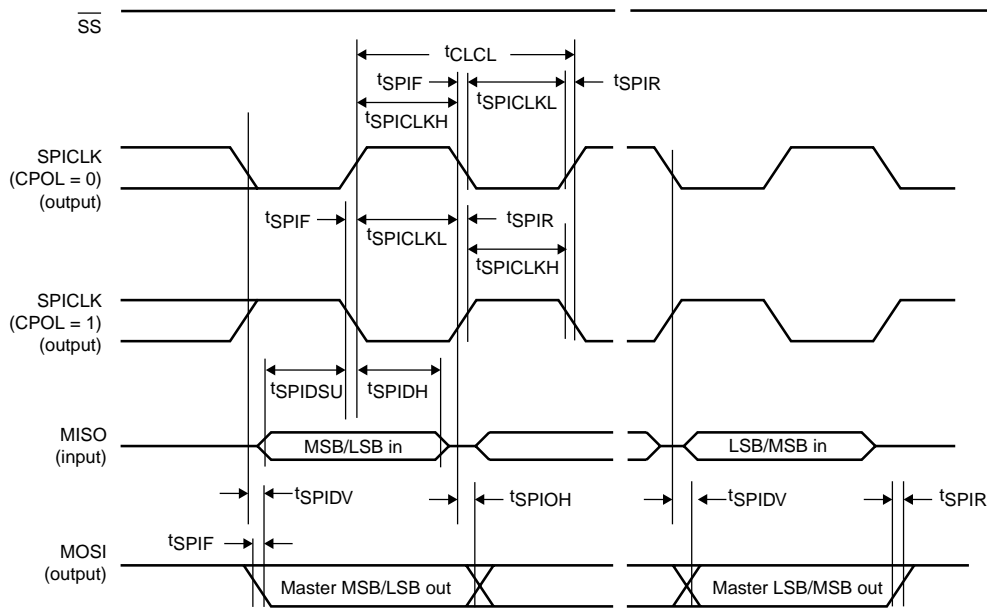 SS
tCLCL
tSPIF
tSPICLKL
tSPIR
tSPICLKH
SPICLK
(CPOL = 0)
(output)
tSPIF
tSPICLKL
tSPIR
tSPICLKH
SPICLK
(CPOL = 1)
(output)
tSPIDSU
tSPIDH
MISO
(input)
MSB/LSB in
LSB/MSB in
tSPIDV
tSPIOH
tSPIDV
tSPIR
tSPIF
MOSI
(output)
Master MSB/LSB out
Master LSB/MSB out